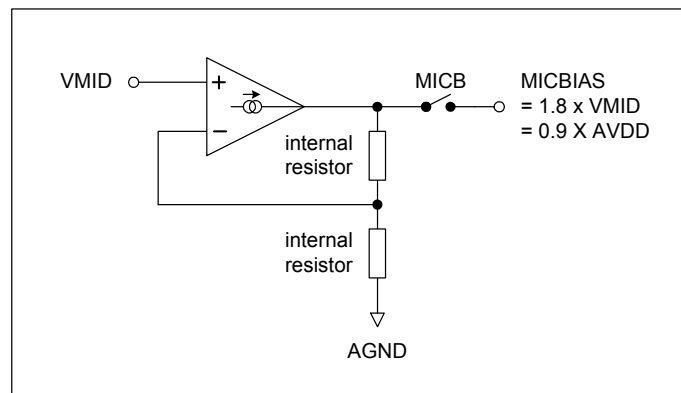 VMID
+
−
MICB
MICBIAS
= 1.8 x VMID
= 0.9 X AVDD
internal
resistor
internal
resistor
AGND